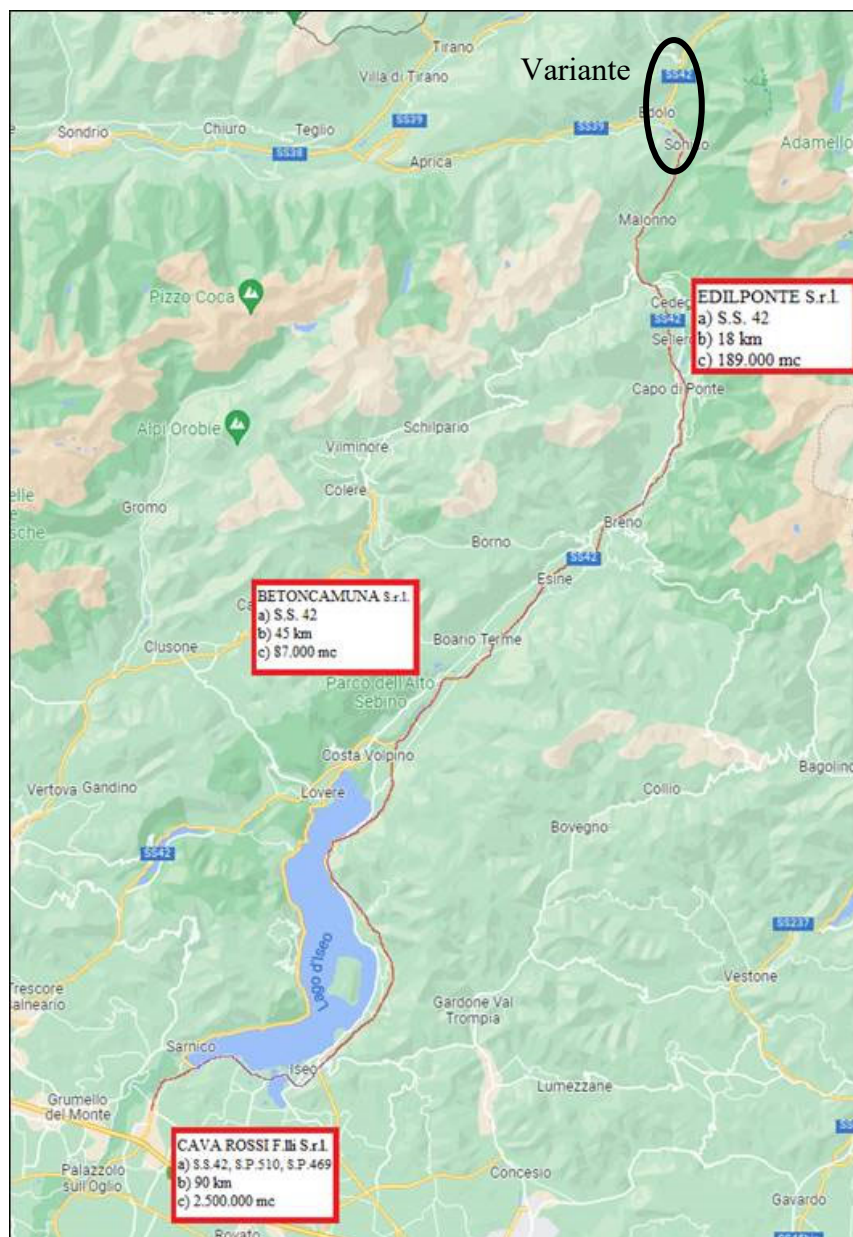 Tirano
Variante
Villa di Tirano
SS42
Edolo
SS39
Chiuro
Teglio
Sondrio
SS39
SS38
Aprica
Adamello
Malonno
Pizzo Coca
EDILPONTE S.r.l.
a) S.S. 42
b) 18 km
c) 189.000 mc
SS42
Capo di Ponte
Schilpario
Alpi Orobie
Vilminore
Colere
Gromo
Breno
Borno
SS42
Esine
BETONCAMUNA S.r.l.
a) S.S. 42
b) 45 km
c) 87.000 mc
Boario Terme
Clusone
Parco dell'Alto
Sebino
Costa Volpino
Bagolino
Vertova
Gandino
Lovere
Collio
Bovegno
SS42
SS237
Lago d'Iseo
Vestone
Gardone Val
Trompia
Sarnico
Iseo
Lumezzane
Grumello
del Monte
CAVA ROSSI F.lli S.r.l.
a) S.S.42, S.P.510, S.P.469
b) 90 km
c) 2.500.000 mc
Palazzolo
sull'Oglio
Concesio
Gavardo
Rovato